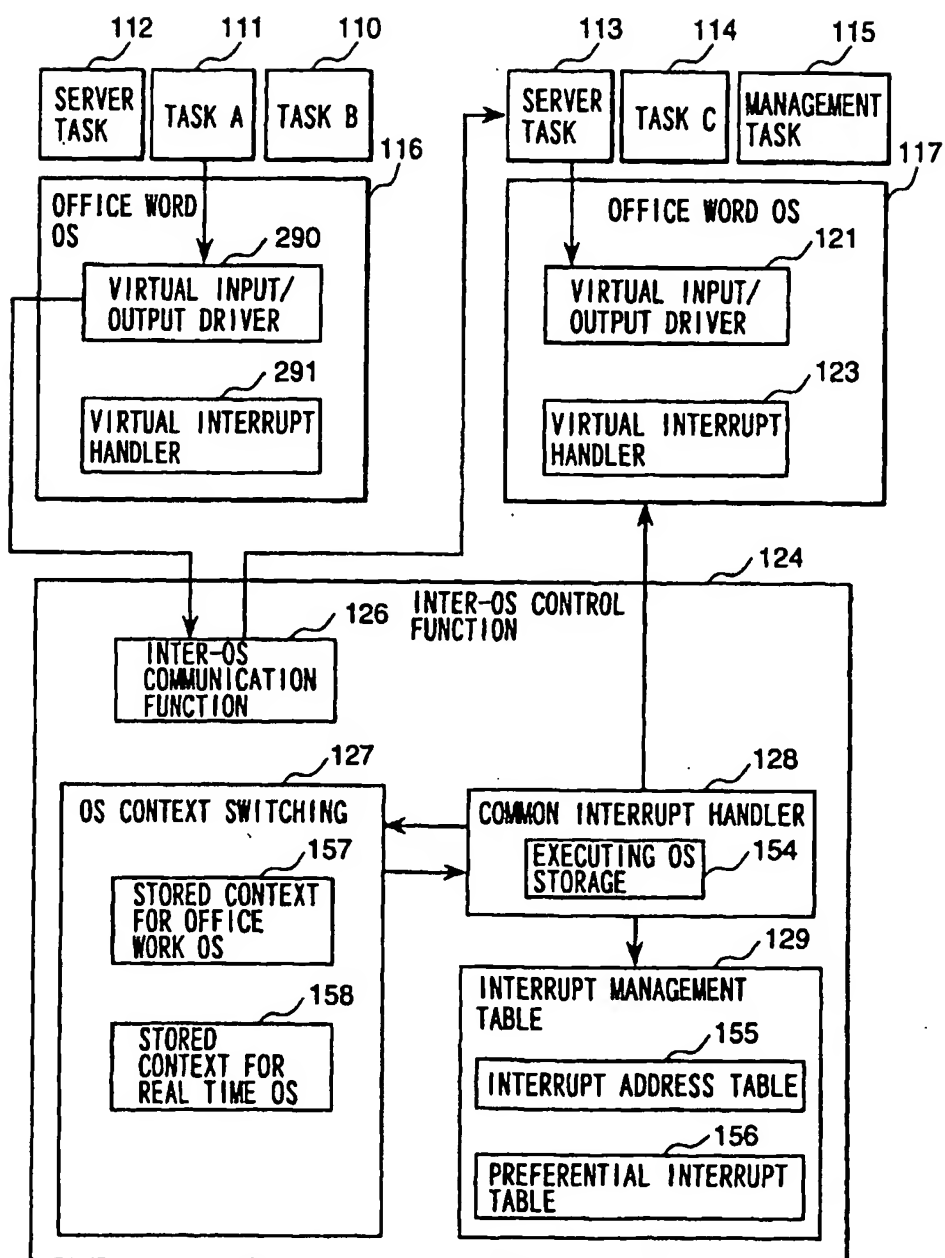 112
111
110
113
114
115
SERVER
TASK
TASK A
TASK B
SERVER
TASK
TASK C
MANAGEMENT
TASK
116
117
OFFICE WORD
OS
290
VIRTUAL INPUT/
OUTPUT DRIVER
291
VIRTUAL INTERRUPT
HANDLER
OFFICE WORD OS
121
VIRTUAL INPUT/
OUTPUT DRIVER
123
VIRTUAL INTERRUPT
HANDLER
124
INTER-OS CONTROL
FUNCTION
126
INTER-OS
COMMUNICATION
FUNCTION
127
OS CONTEXT SWITCHING
157
STORED CONTEXT
FOR OFFICE
WORK OS
158
STORED
CONTEXT FOR
REAL TIME OS
128
COMMON INTERRUPT HANDLER
EXECUTING OS
STORAGE
154
129
INTERRUPT MANAGEMENT
TABLE
155
INTERRUPT ADDRESS TABLE
156
PREFERENTIAL INTERRUPT
TABLE